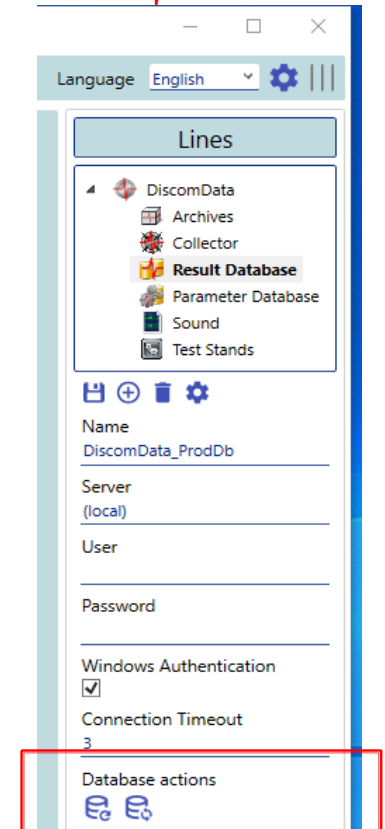 Language English
Lines
DiscomData
Archives
Collector
Result Database
Parameter Database
Sound
Test Stands
Name
DiscomData_ProdDb
Server
(local)
User
Password
Windows Authentication
Connection Timeout
3
Database actions